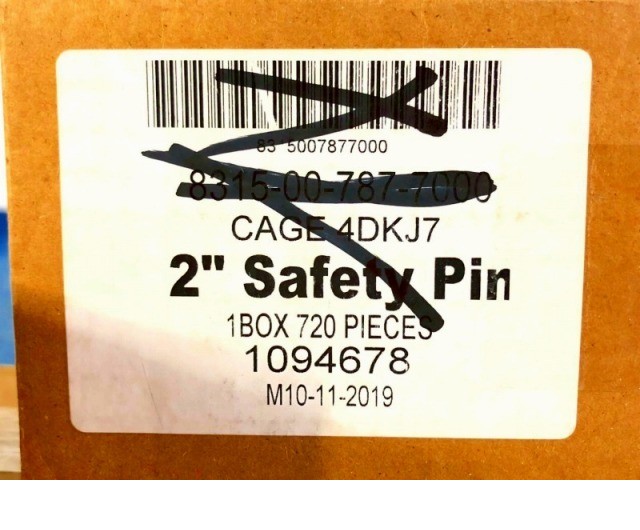 83 5007877000
8315-00-787-7000
CAGE 4DKJ7
2" Safety Pin
1BOX 720 PIECES
1094678
M10-11-2019